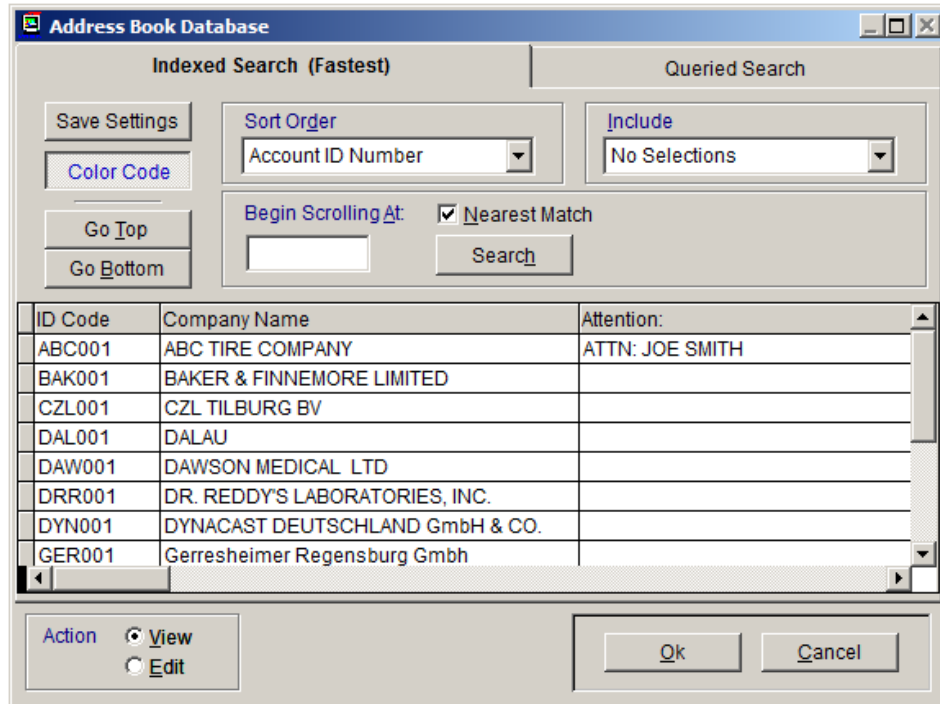 Address Book Database
Indexed Search (Fastest)
Queried Search
Save Settings
Color Code
Go Top
Go Bottom
Sort Order
Account ID Number
Include
No Selections
Begin Scrolling At:
Nearest Match
Search
ID Code Company Name Attention:
ABC001 ABC TIRE COMPANY ATTN: JOE SMITH
BAK001 BAKER & FINNEMORE LIMITED
CZL001 CZL TILBURG BV
DAL001 DALAU
DAW001 DAWSON MEDICAL LTD
DRR001 DR. REDDY'S LABORATORIES, INC.
DYN001 DYNACAST DEUTSCHLAND GmbH & CO.
GER001 Gerresheimer Regensburg Gmbh
Action
View
Edit
Ok
Cancel